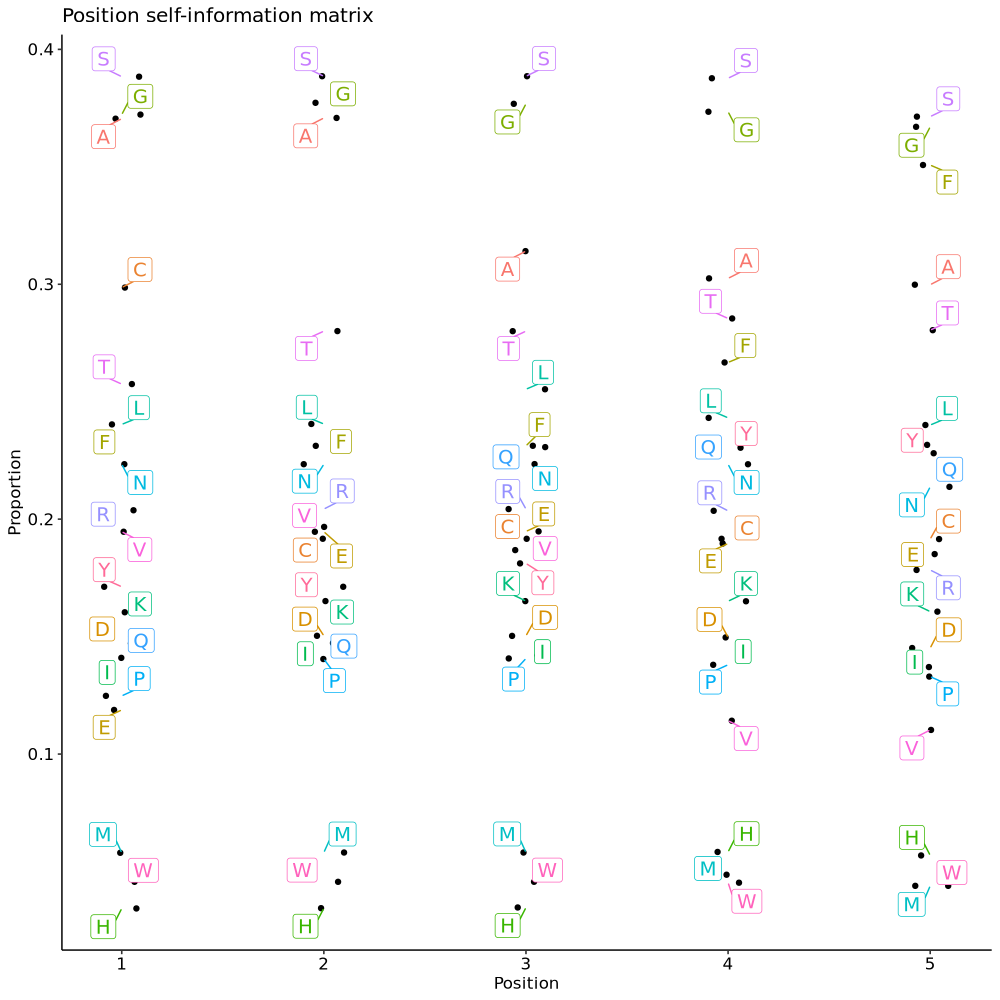 Position self-information matrix
0.4
0.3
0.2
0.1
Proportion
S
G
A
C
T
L
F
N
R
V
Y
K
D
Q
I
P
E
M
W
H
S
G
A
T
L
F
N
R
V
C
E
Y
K
D
Q
I
P
M
W
H
S
G
A
T
L
F
Q
N
R
E
C
V
Y
K
D
I
P
M
W
H
S
G
A
T
F
L
Y
Q
N
R
C
E
K
D
I
P
V
H
M
W
S
G
F
A
T
L
Y
Q
N
C
E
R
K
D
I
P
V
H
W
M
1 2 3 4 5
Position